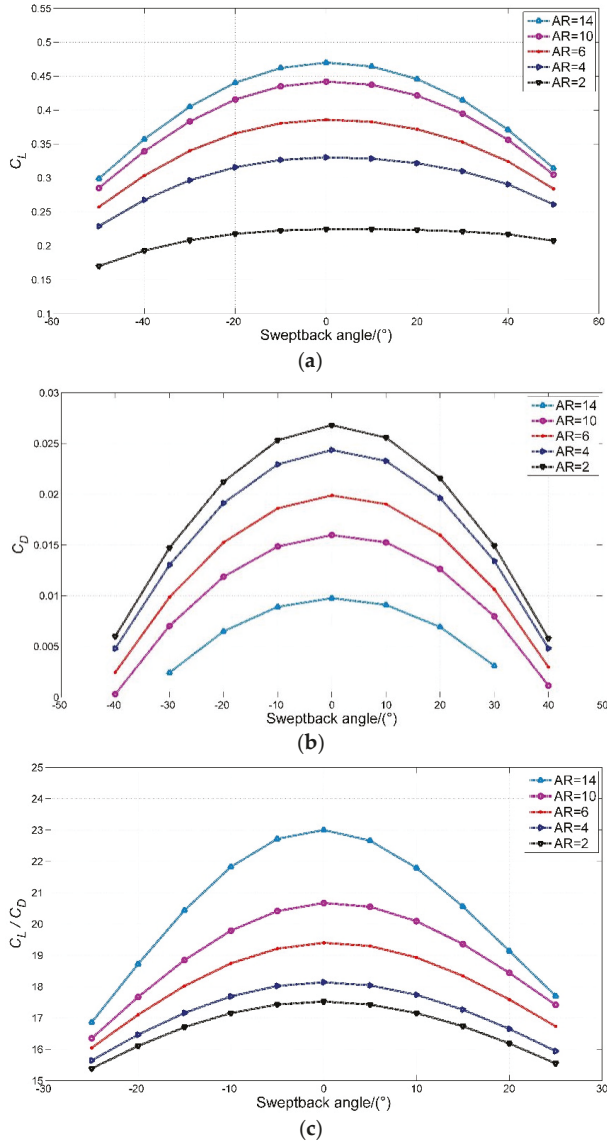 0.55
0.5
0.45
0.4
0.35
0.3
0.25
0.2
0.15
0.1
C_L
AR=14
AR=10
AR=6
AR=4
AR=2
-60 -40 -20 0 20 40 60
Sweptback angle/(°)
(a)
0.03
0.025
0.02
0.015
0.01
0.005
0
C_D
AR=14
AR=10
AR=6
AR=4
AR=2
-50 -40 -30 -20 -10 0 10 20 30 40 50
Sweptback angle/(°)
(b)
25
24
23
22
21
20
19
18
17
16
15
C_L / C_D
AR=14
AR=10
AR=6
AR=4
AR=2
-30 -20 -10 0 10 20 30
Sweptback angle/(°)
(c)